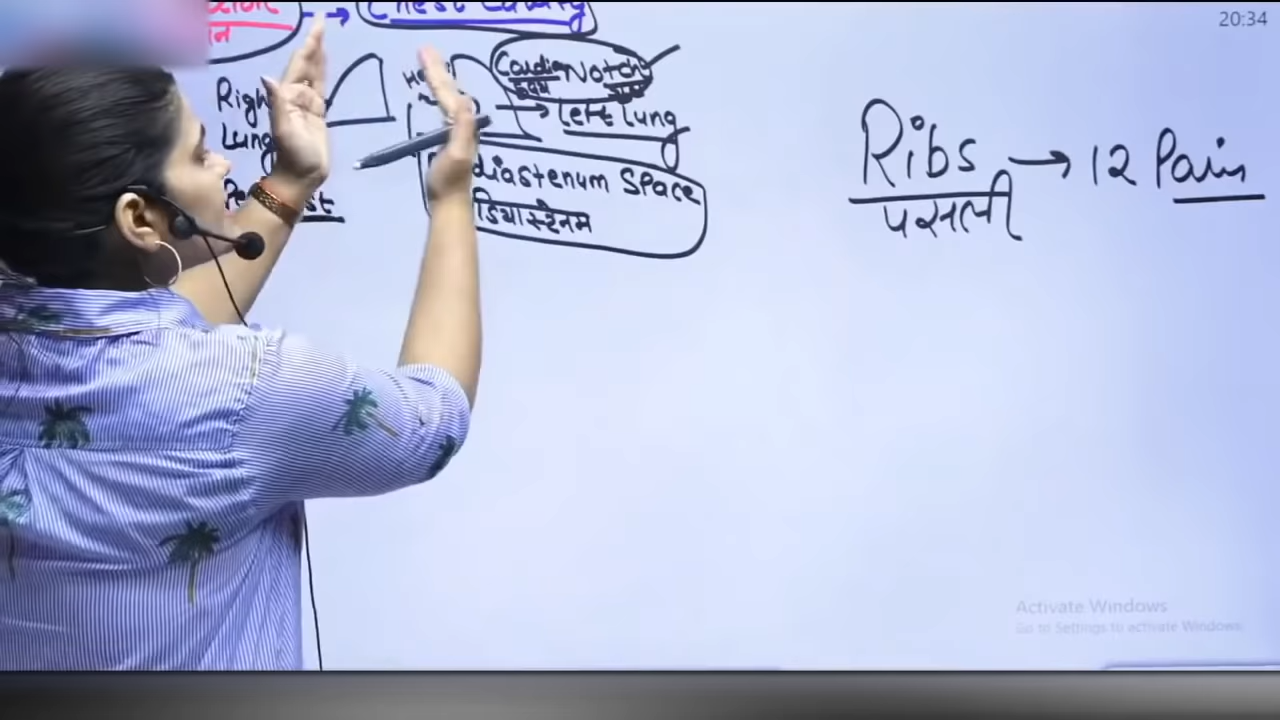 20:34
Chest Cavity
Cardiac Notch
हृदय
Right
Lung
Left Lung
diastenum Space
डियास्टेनम
Ribs → 12 Pair
पसली
Activate Windows
Go to Settings to activate Windows.